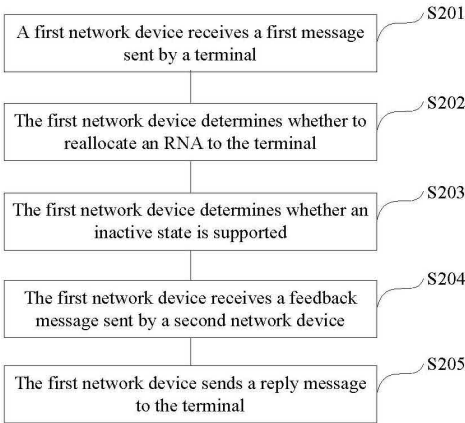 S201
A first network device receives a first message
sent by a terminal
S202
The first network device determines whether to
reallocate an RNA to the terminal
S203
The first network device determines whether an
inactive state is supported
S204
The first network device receives a feedback
message sent by a second network device
S205
The first network device sends a reply message
to the terminal